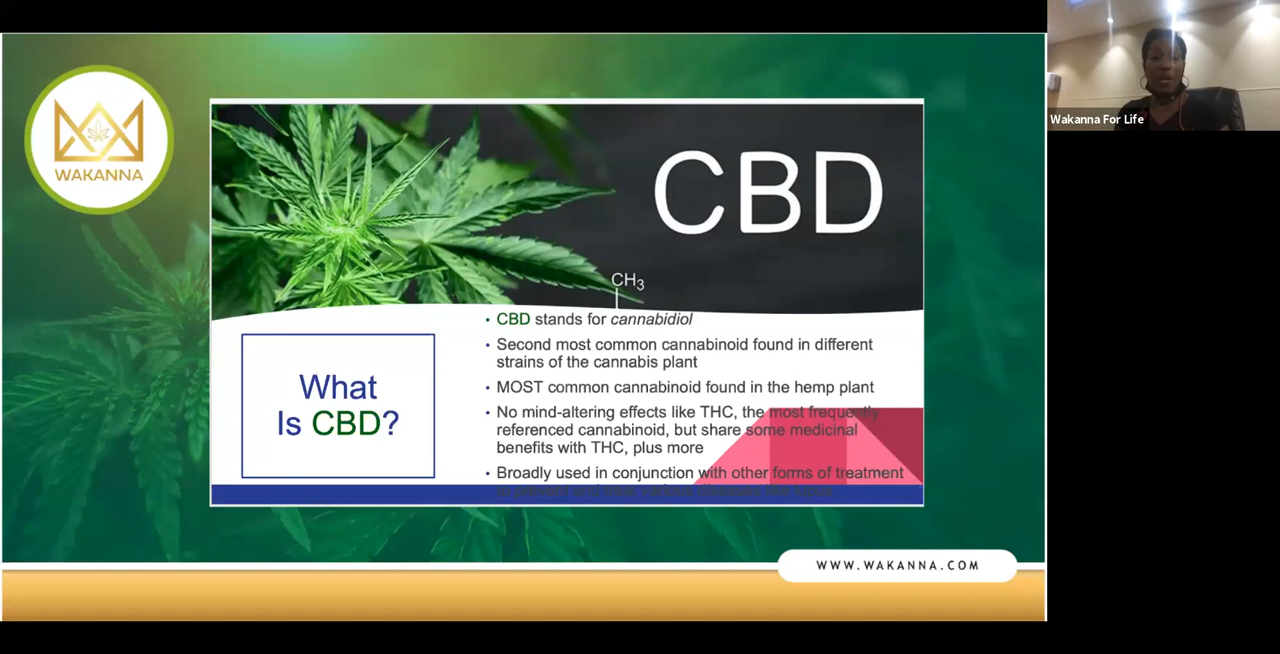 WAKANNA
CBD
CH3
What
Is CBD?
• CBD stands for cannabidiol
• Second most common cannabinoid found in different
strains of the cannabis plant
• MOST common cannabinoid found in the hemp plant
• No mind-altering effects like THC, the most frequently
referenced cannabinoid, but share some medicinal
benefits with THC, plus more
• Broadly used in conjunction with other forms of treatment
WWW.WAKANNA.COM
Wakanna For Life